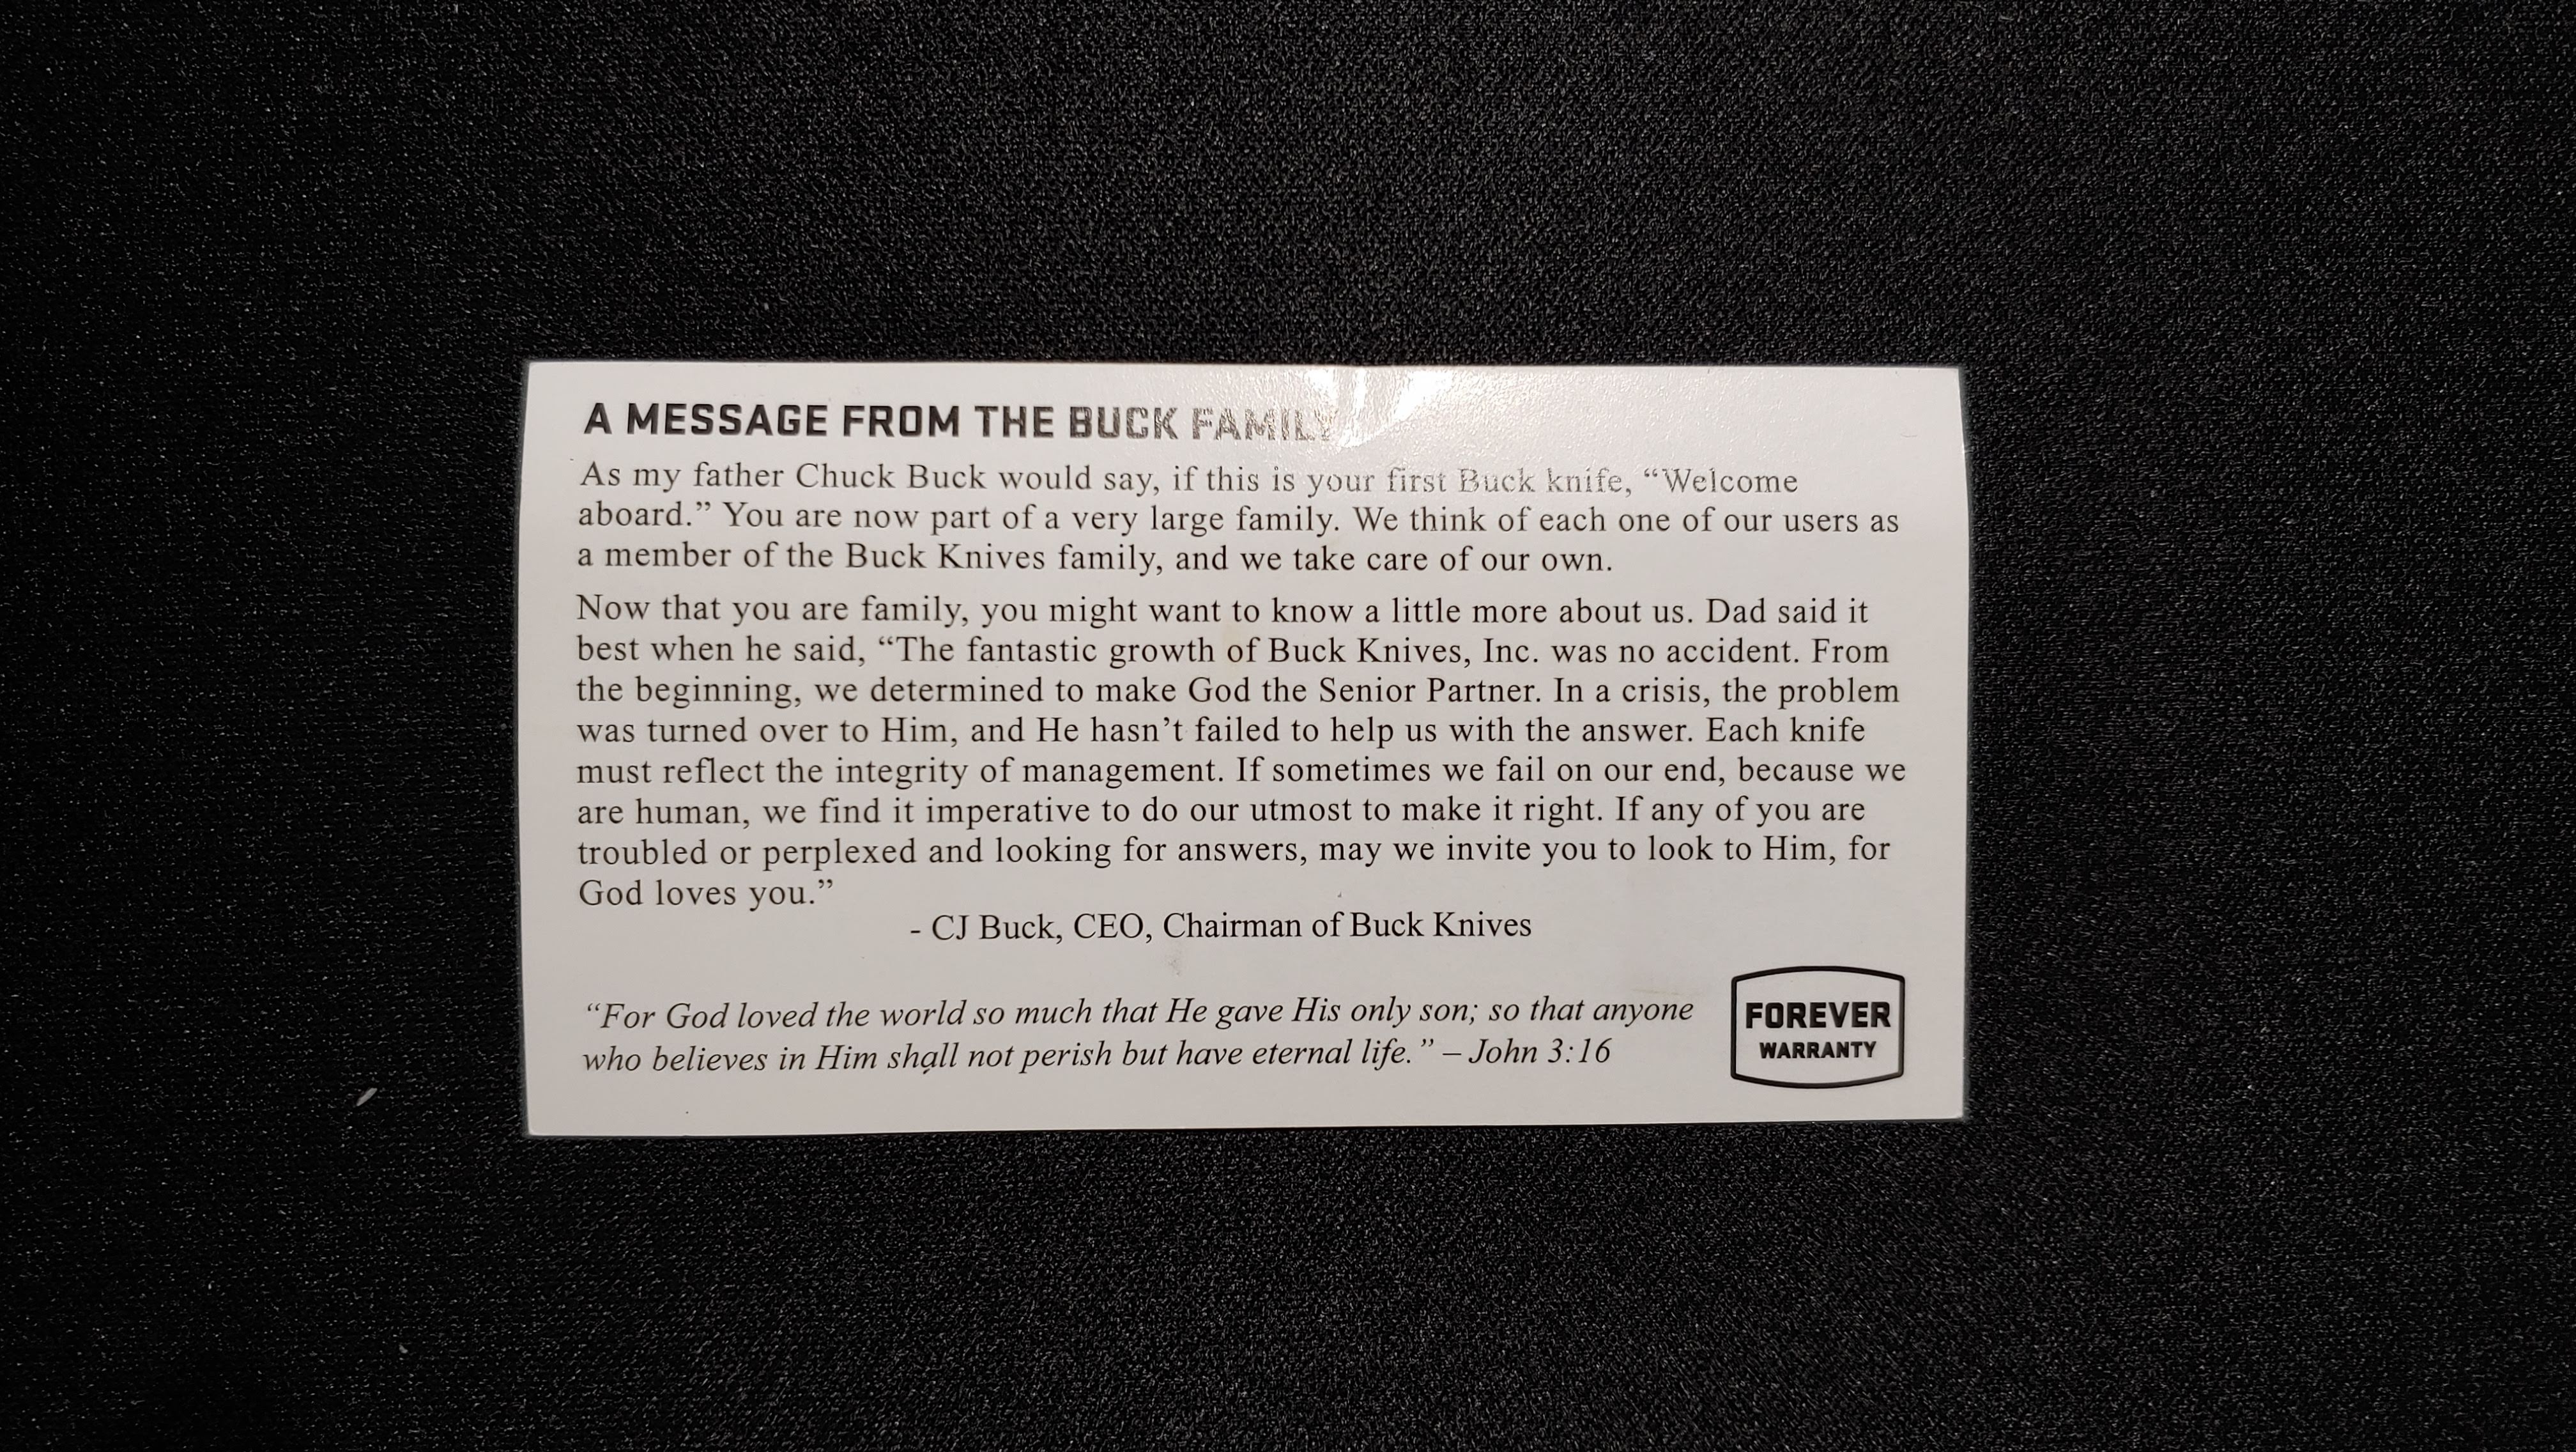 A MESSAGE FROM THE BUCK FAMILY
As my father Chuck Buck would say, if this is your first Buck knife, “Welcome
aboard.” You are now part of a very large family. We think of each one of our users as
a member of the Buck Knives family, and we take care of our own.
Now that you are family, you might want to know a little more about us. Dad said it
best when he said, “The fantastic growth of Buck Knives, Inc. was no accident. From
the beginning, we determined to make God the Senior Partner. In a crisis, the problem
was turned over to Him, and He hasn’t failed to help us with the answer. Each knife
must reflect the integrity of management. If sometimes we fail on our end, because we
are human, we find it imperative to do our utmost to make it right. If any of you are
troubled or perplexed and looking for answers, may we invite you to look to Him, for
God loves you.”
- CJ Buck, CEO, Chairman of Buck Knives
“For God loved the world so much that He gave His only son; so that anyone
who believes in Him shall not perish but have eternal life.” – John 3:16
FOREVER
WARRANTY